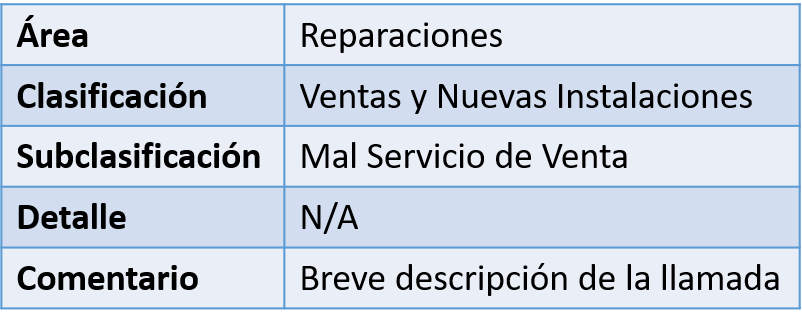 Área Reparaciones
Clasificación Ventas y Nuevas Instalaciones
Subclasificación Mal Servicio de Venta
Detalle N/A
Comentario Breve descripción de la llamada